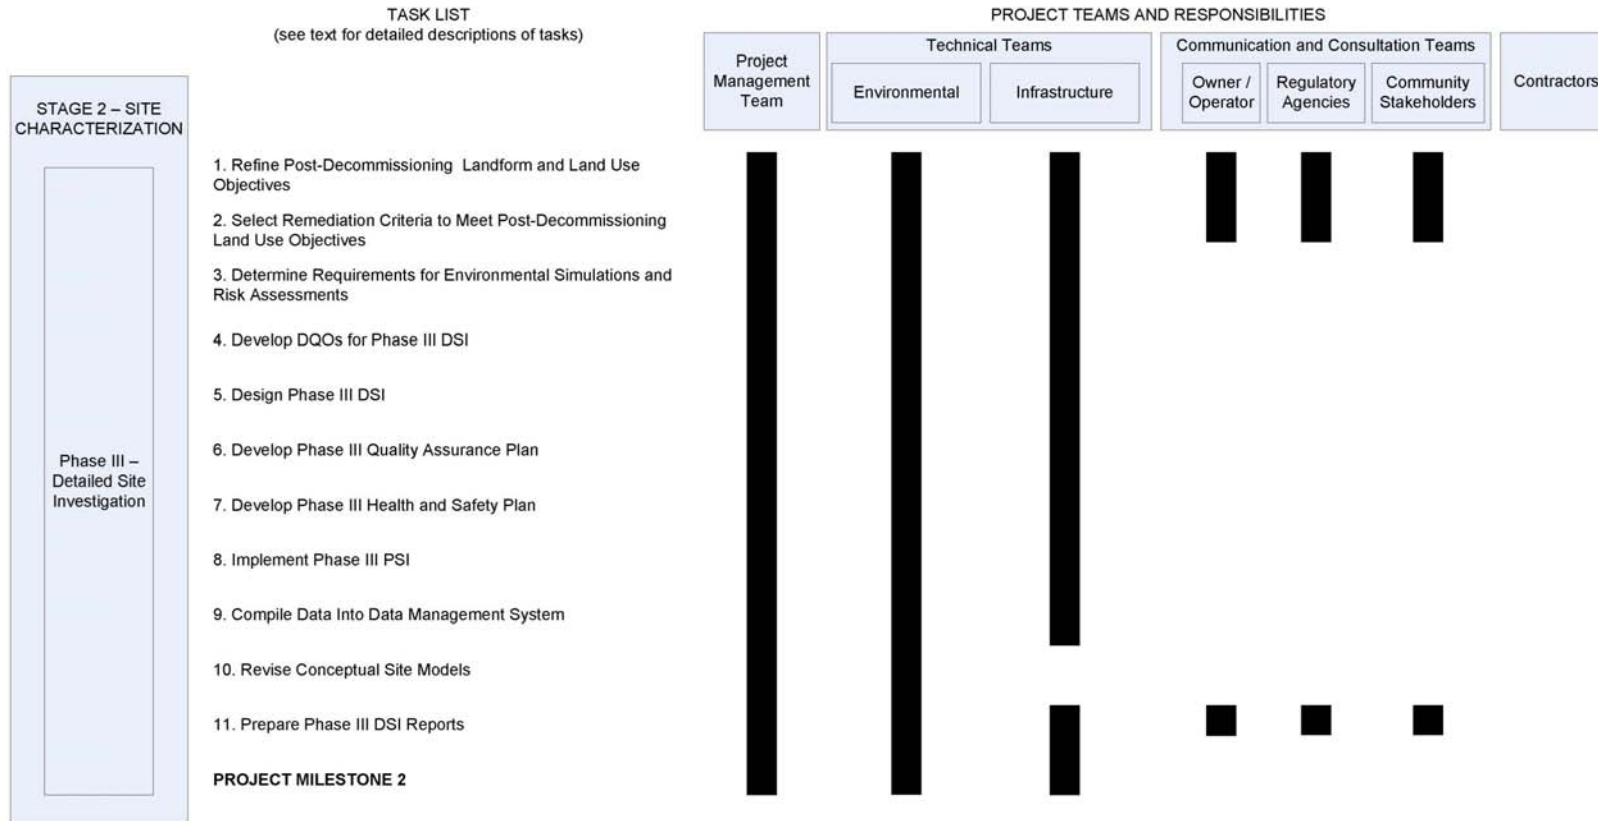 TASK LIST
(see text for detailed descriptions of tasks)
PROJECT TEAMS AND RESPONSIBILITIES
Project
Management
Team
Technical Teams
Environmental
Infrastructure
Communication and Consultation Teams
Owner /
Operator
Regulatory
Agencies
Community
Stakeholders
Contractors
STAGE 2 – SITE
CHARACTERIZATION
Phase III –
Detailed Site
Investigation
1. Refine Post-Decommissioning Landform and Land Use
Objectives
2. Select Remediation Criteria to Meet Post-Decommissioning
Land Use Objectives
3. Determine Requirements for Environmental Simulations and
Risk Assessments
4. Develop DQOs for Phase III DSI
5. Design Phase III DSI
6. Develop Phase III Quality Assurance Plan
7. Develop Phase III Health and Safety Plan
8. Implement Phase III PSI
9. Compile Data Into Data Management System
10. Revise Conceptual Site Models
11. Prepare Phase III DSI Reports
PROJECT MILESTONE 2